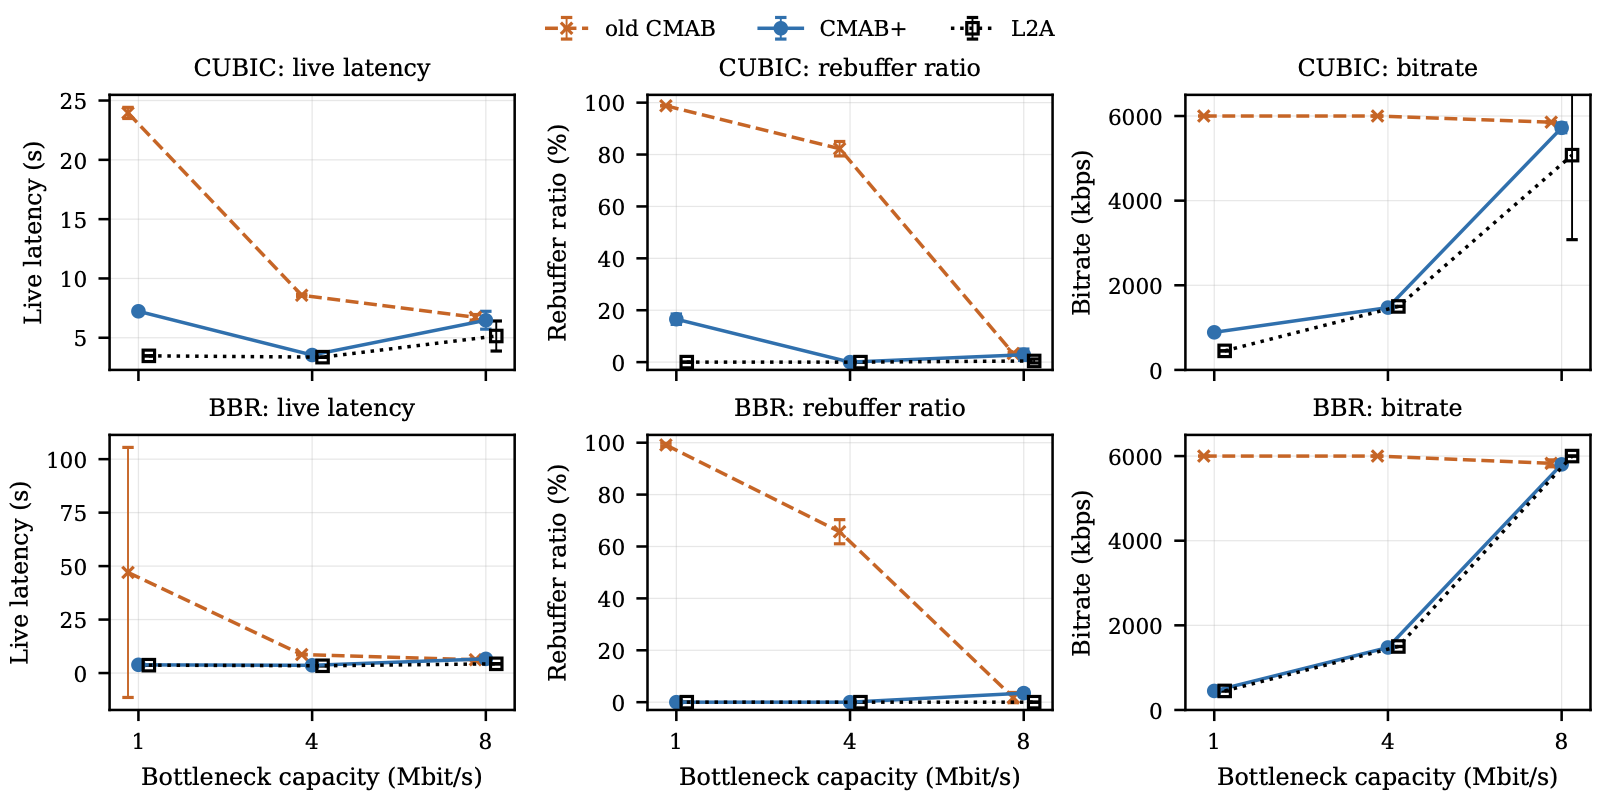 old CMAB CMAB+ L2A
CUBIC: live latency
Live latency (s)
25
20
15
10
5
CUBIC: rebuffer ratio
Rebuffer ratio (%)
100
80
60
40
20
0
CUBIC: bitrate
Bitrate (kbps)
6000
4000
2000
0
BBR: live latency
Live latency (s)
100
75
50
25
0
1 4 8
Bottleneck capacity (Mbit/s)
BBR: rebuffer ratio
Rebuffer ratio (%)
100
80
60
40
20
0
1 4 8
Bottleneck capacity (Mbit/s)
BBR: bitrate
Bitrate (kbps)
6000
4000
2000
0
1 4 8
Bottleneck capacity (Mbit/s)